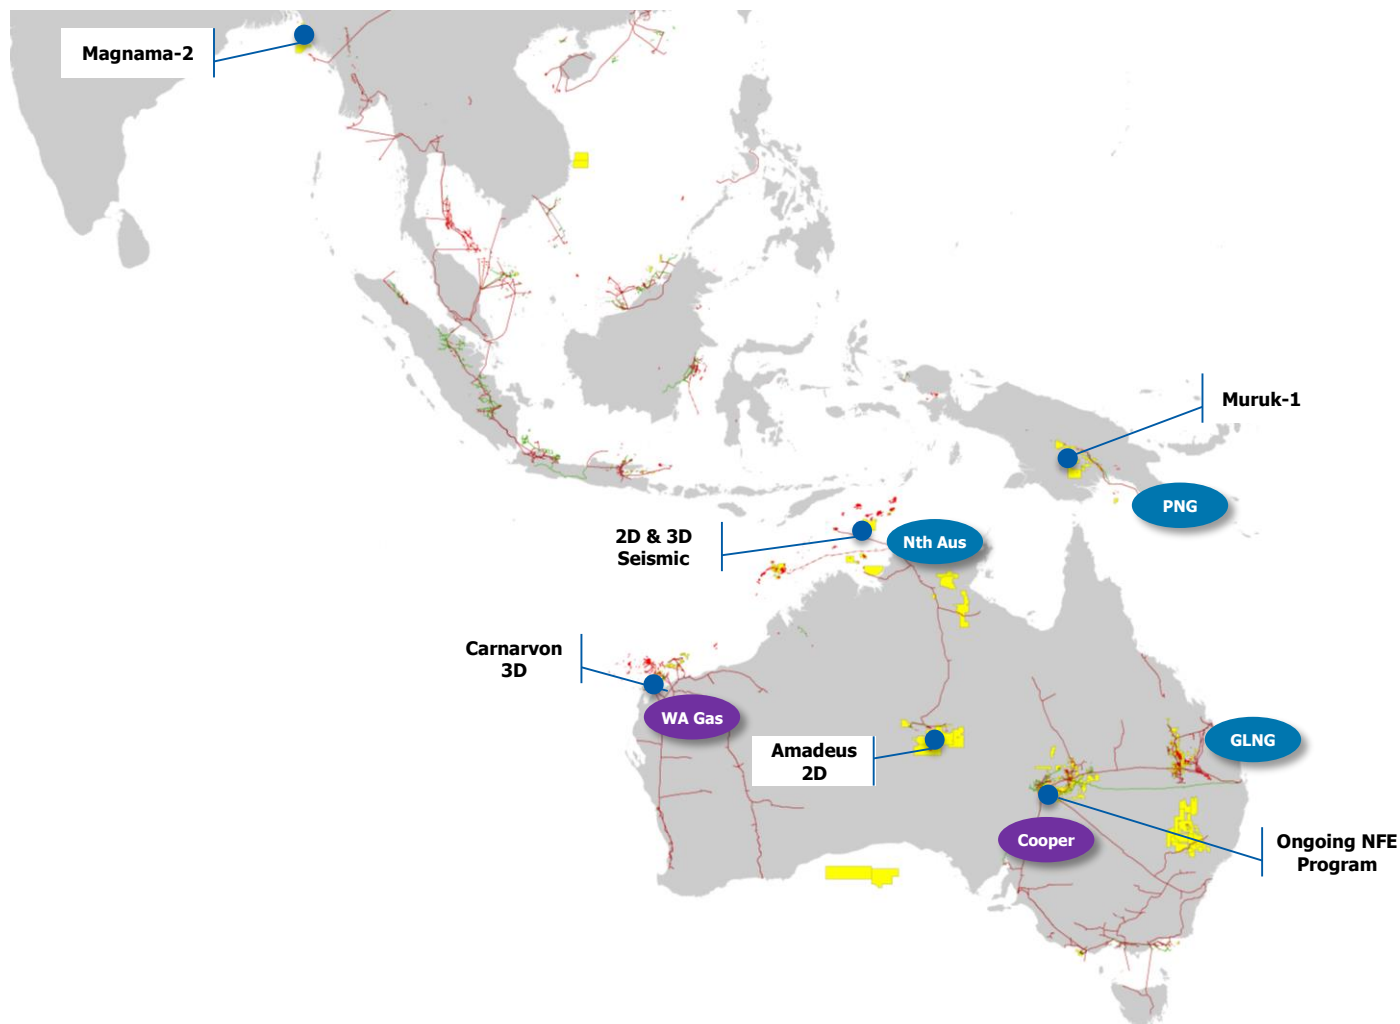 Magnama-2
Muruk-1
PNG
2D & 3D
Seismic
Nth Aus
Carnarvon
3D
WA Gas
Amadeus
2D
GLNG
Cooper
Ongoing NFE
Program